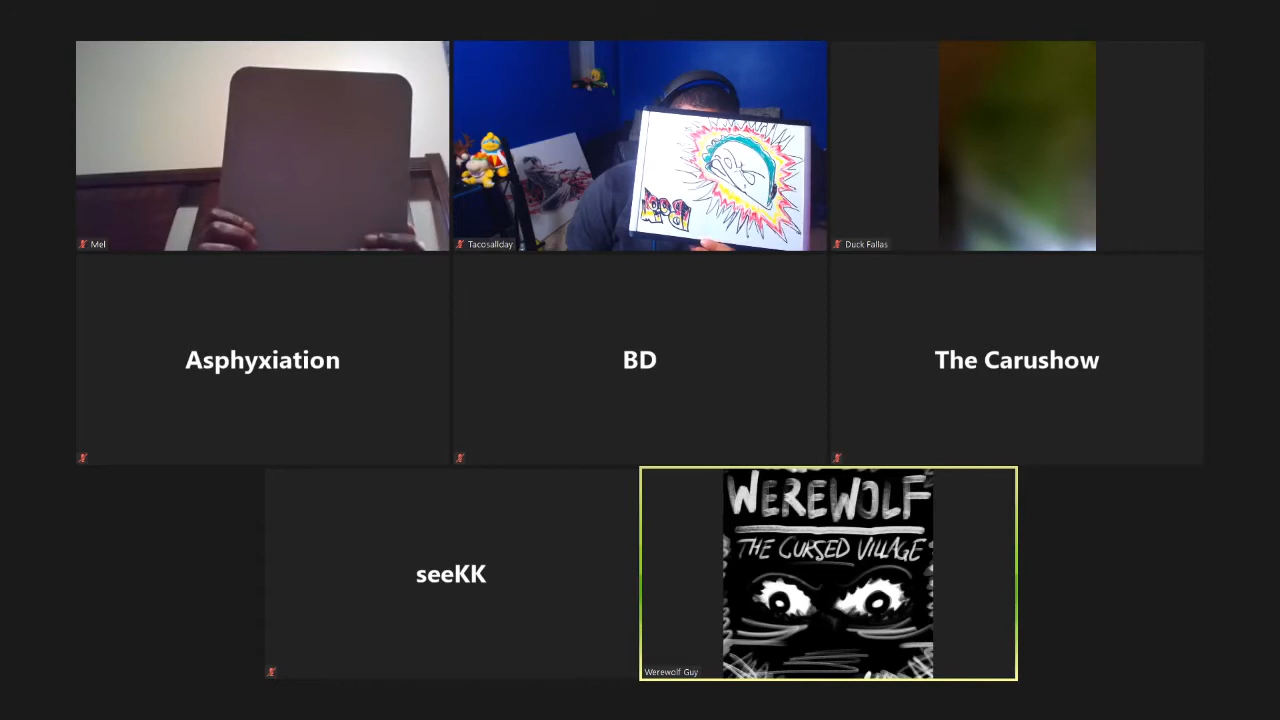 Mel
Tacosallday
Duck Fallas
Asphyxiation
BD
The Carushow
seeKK
WEREWOLF
THE CURSED VILLAGE
Werewolf Guy